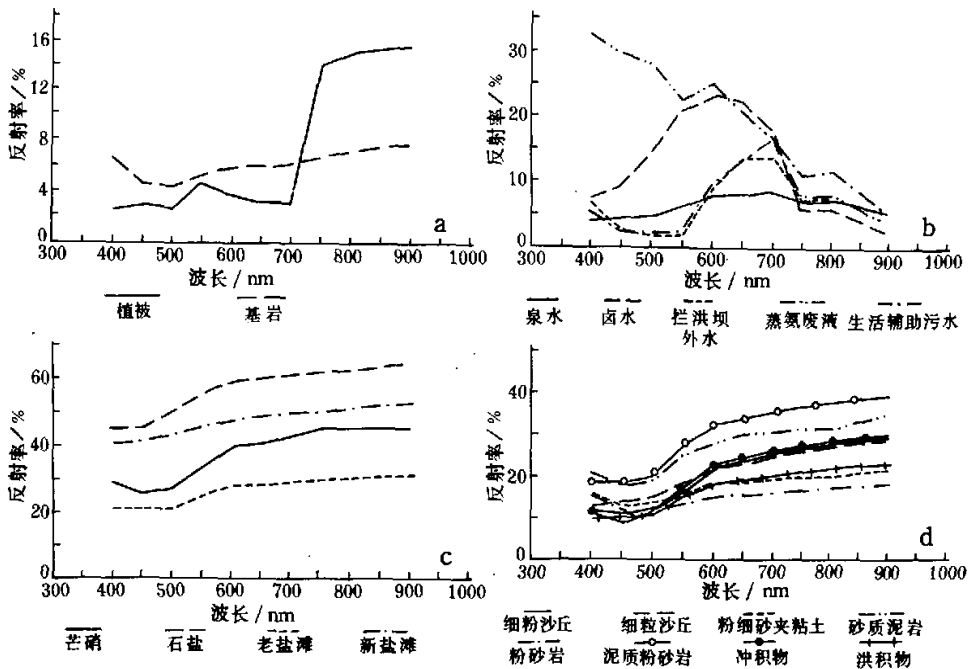 16
12
8
4
0
反射率/%
300 400 500 600 700 800 900 1000
波长/nm
a
植被 基岩
30
20
10
0
反射率/%
300 400 500 600 700 800 900 1000
波长/nm
b
泉水 卤水 拦洪坝外水 蒸氨废液 生活辅助污水
60
40
20
0
反射率/%
300 400 500 600 700 800 900 1000
波长/nm
c
芒硝 石盐 老盐滩 新盐滩
40
20
0
反射率/%
300 400 500 600 700 800 900 1000
波长/nm
d
细粉沙丘 细粒沙丘 粉细砂夹粘土 砂质泥岩
粉砂岩 泥质粉砂岩 冲积物 洪积物